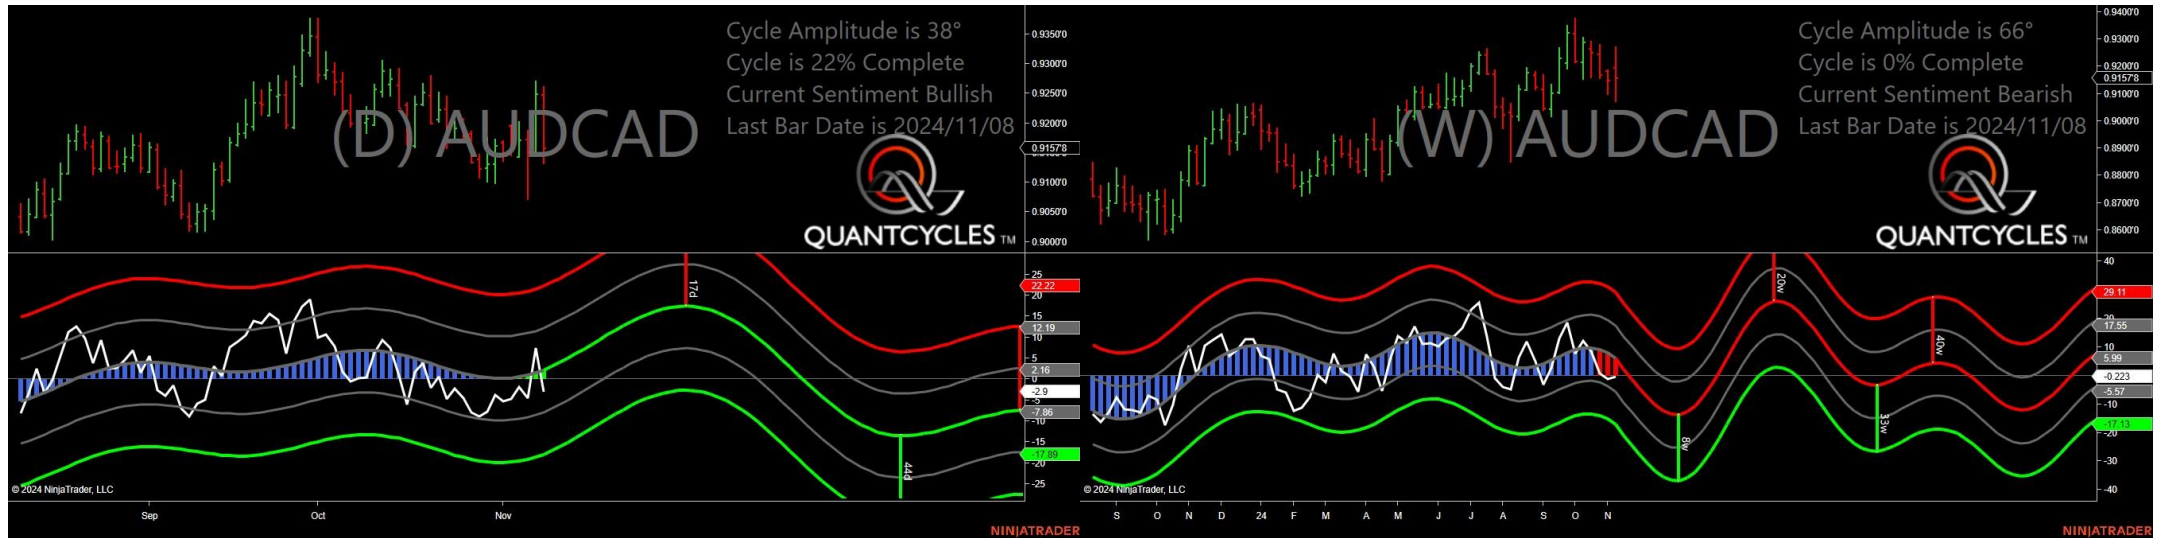 Cycle Amplitude is 38°
Cycle is 22% Complete
Current Sentiment Bullish
Last Bar Date is 2024/11/08
(D) AUDCAD
QUANTCYCLES TM
0.9350'0
0.9300'0
0.9250'0
0.9200'0
0.9157'8
0.9100'0
0.9050'0
0.9000'0
17d
44d
25
22.22
20
15
12.19
10
5
2.16
0
-2.9
-5
-7.86
-10
-15
-17.89
-20
-25
© 2024 NinjaTrader, LLC
Sep Oct Nov
NINJATRADER
Cycle Amplitude is 66°
Cycle is 0% Complete
Current Sentiment Bearish
Last Bar Date is 2024/11/08
(W) AUDCAD
QUANTCYCLES TM
0.9400'0
0.9300'0
0.9200'0
0.9157'8
0.9100'0
0.9000'0
0.8900'0
0.8800'0
0.8700'0
0.8600'0
8w
20w
33w
40w
40
29.11
17.55
10
5.99
-0.223
-5.57
-10
-17.13
-20
-30
-40
© 2024 NinjaTrader, LLC
S O N D 24 F M A M J J A S O N
NINJATRADER